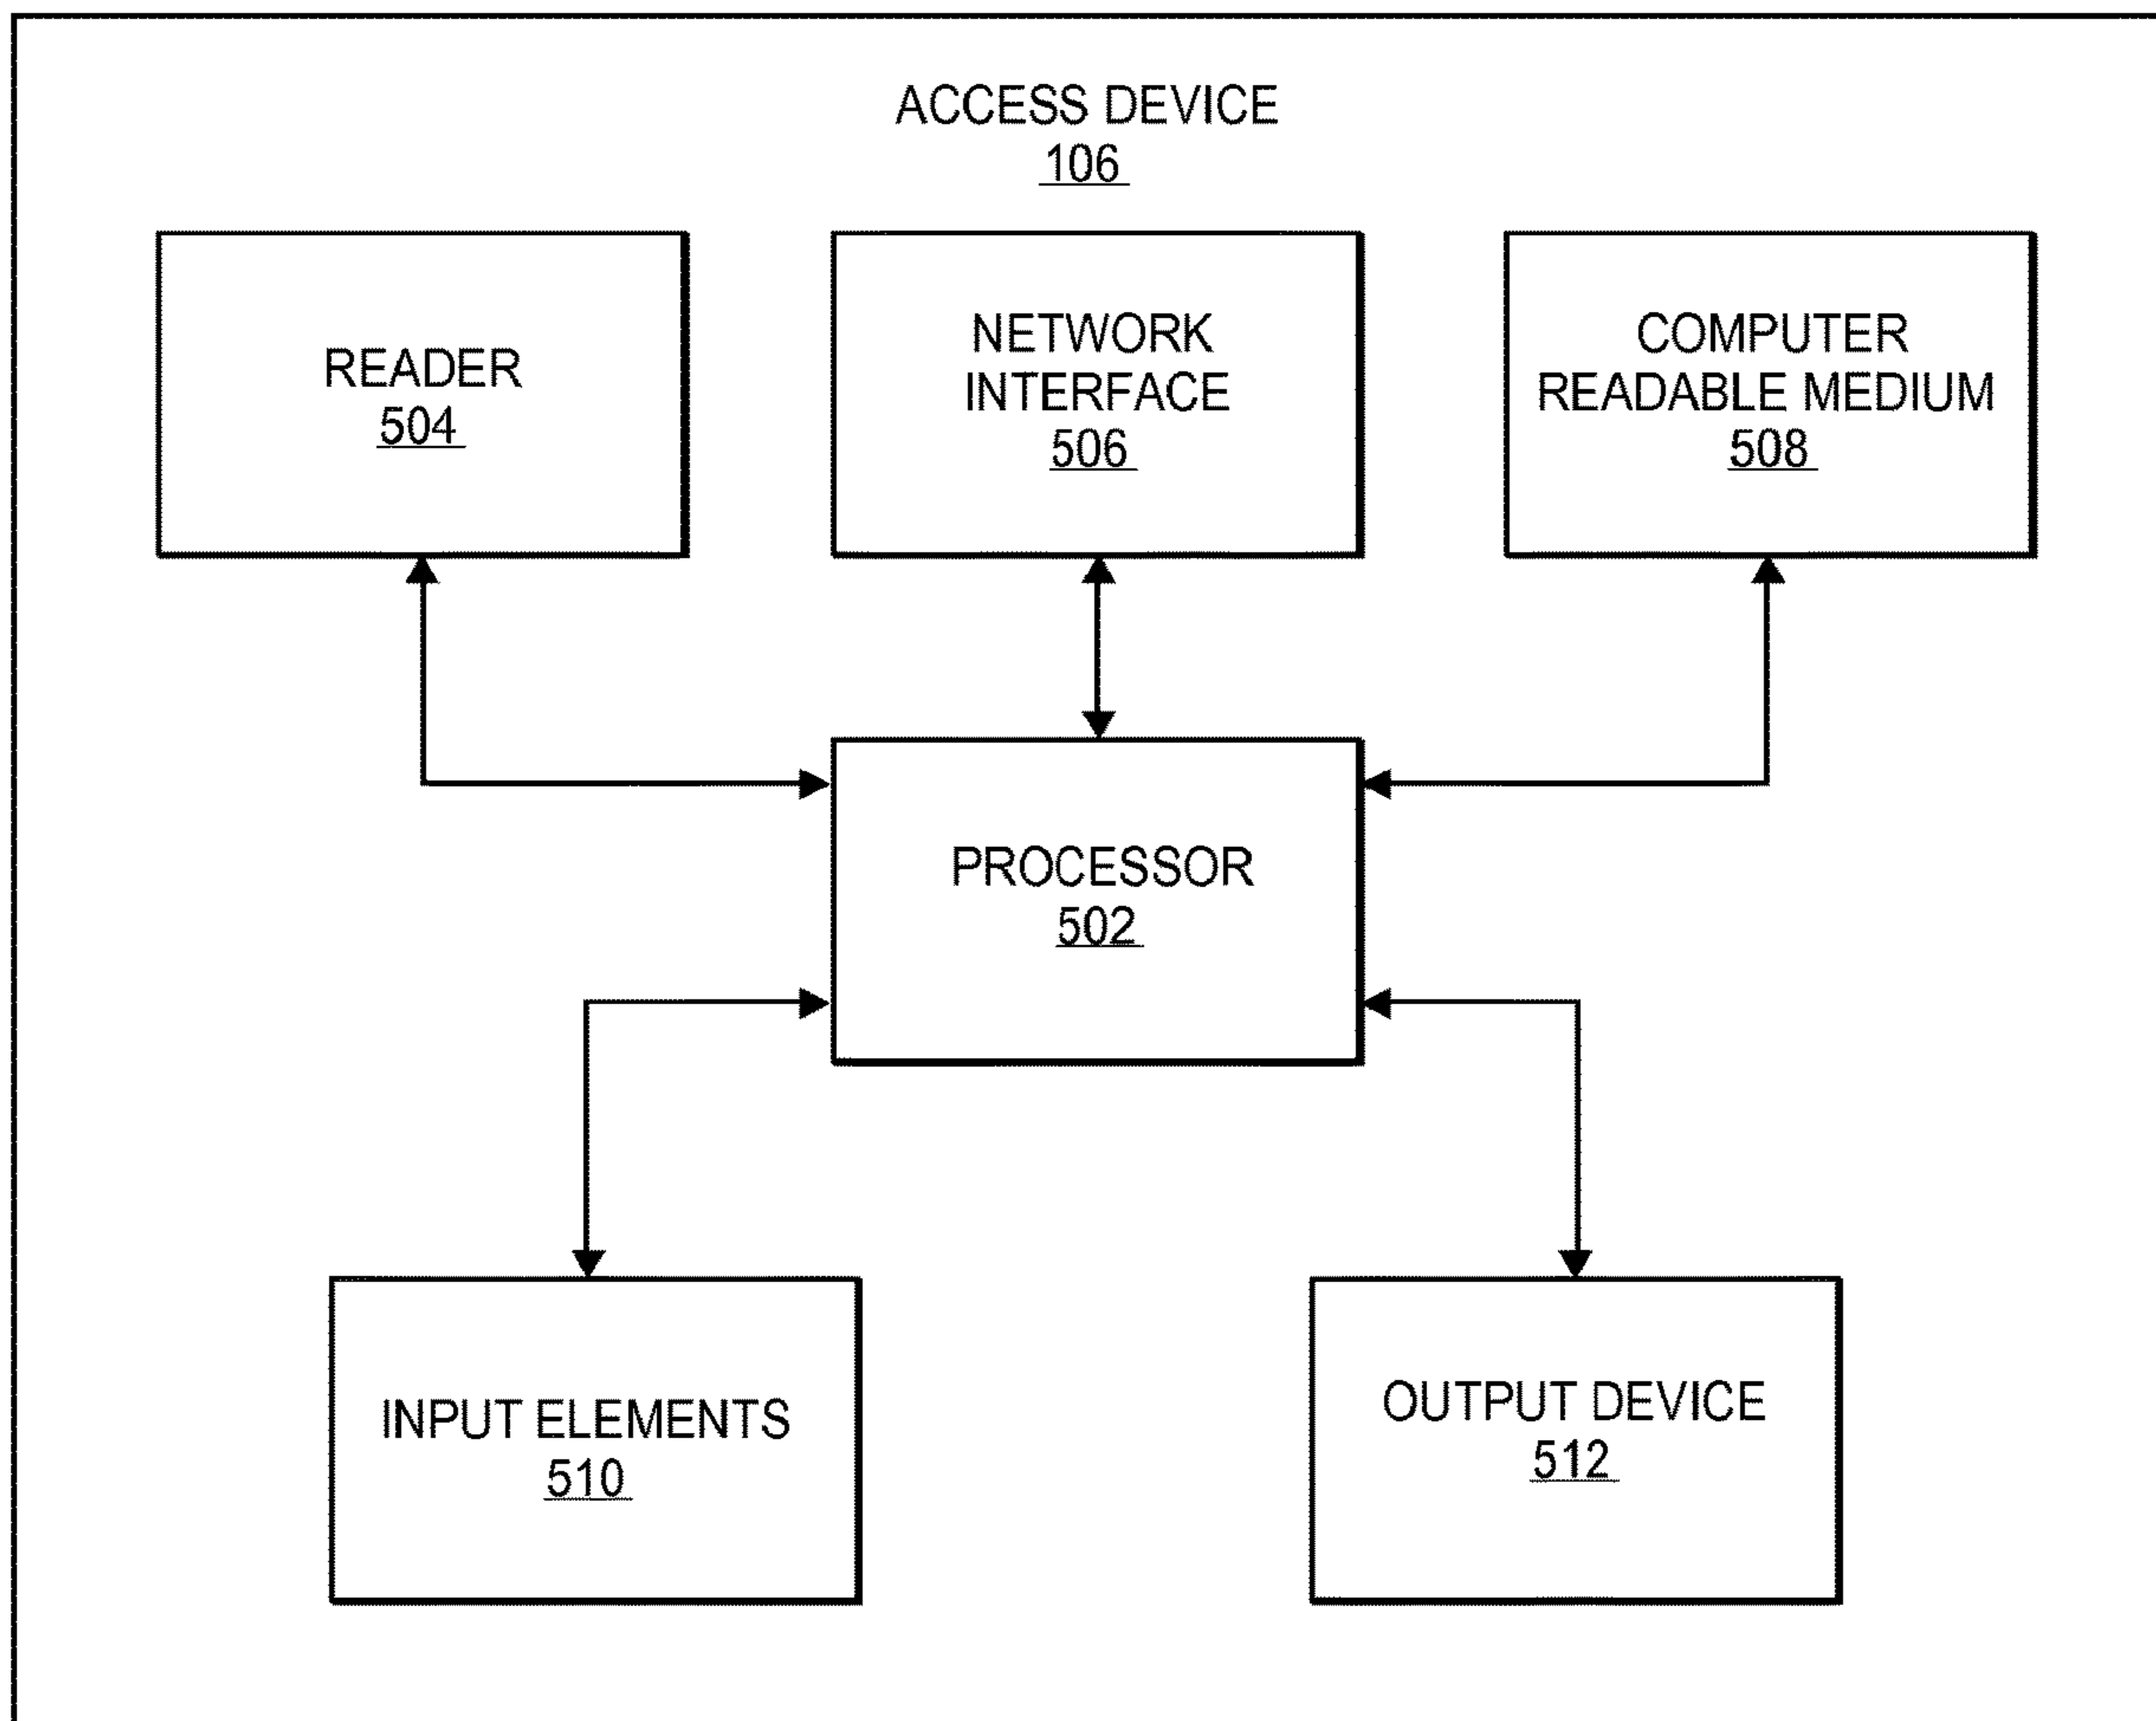 ACCESS DEVICE
106
READER
504
NETWORK
INTERFACE
506
COMPUTER
READABLE MEDIUM
508
PROCESSOR
502
INPUT ELEMENTS
510
OUTPUT DEVICE
512